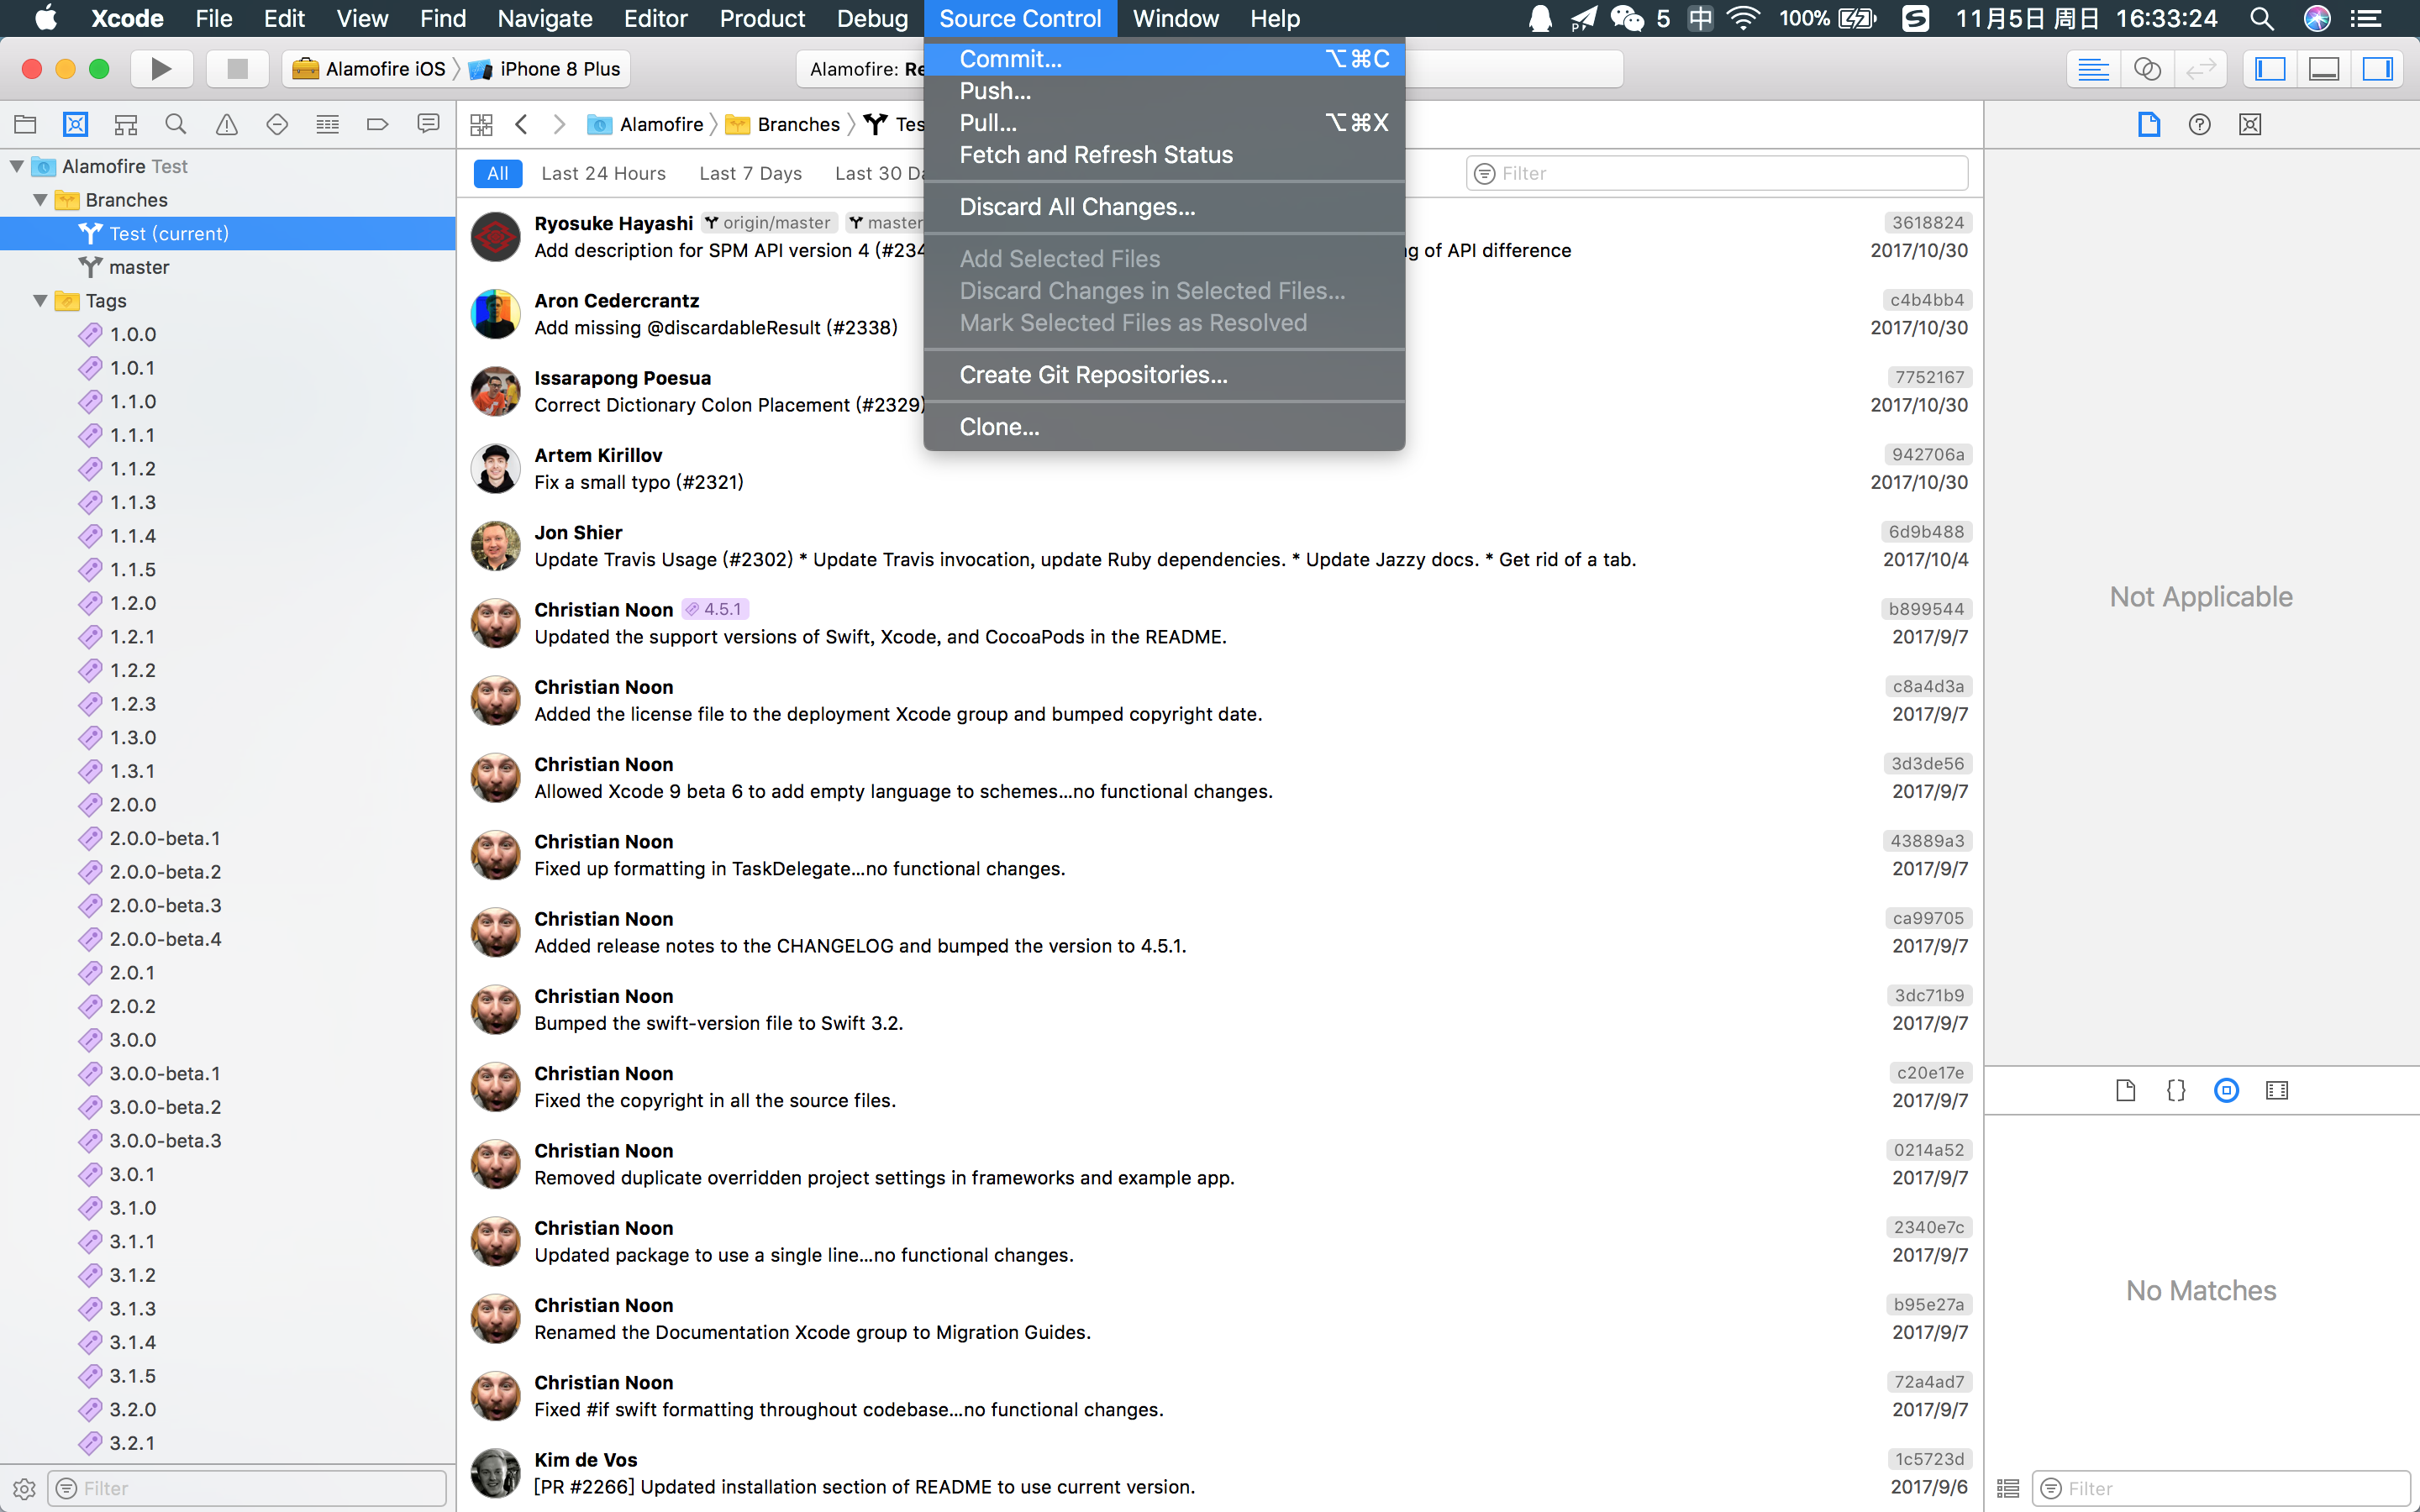 Xcode File Edit View Find Navigate Editor Product Debug Source Control Window Help 5 中 100% 11月5日 周日 16:33:24
Alamofire iOS iPhone 8 Plus
Alamofire: Re
Commit... ⌥⌘C
Push...
Pull... ⌥⌘X
Fetch and Refresh Status
Discard All Changes...
Add Selected Files
Discard Changes in Selected Files...
Mark Selected Files as Resolved
Create Git Repositories...
Clone...
Alamofire Branches Tes
Alamofire Test
Branches
Test (current)
master
Tags
1.0.0
1.0.1
1.1.0
1.1.1
1.1.2
1.1.3
1.1.4
1.1.5
1.2.0
1.2.1
1.2.2
1.2.3
1.3.0
1.3.1
2.0.0
2.0.0-beta.1
2.0.0-beta.2
2.0.0-beta.3
2.0.0-beta.4
2.0.1
2.0.2
3.0.0
3.0.0-beta.1
3.0.0-beta.2
3.0.0-beta.3
3.0.1
3.1.0
3.1.1
3.1.2
3.1.3
3.1.4
3.1.5
3.2.0
3.2.1
Filter
All Last 24 Hours Last 7 Days Last 30 Da Filter
Ryosuke Hayashi origin/master master 3618824
Add description for SPM API version 4 (#234 g of API difference 2017/10/30
Aron Cedercrantz c4b4bb4
Add missing @discardableResult (#2338) 2017/10/30
Issarapong Poesua 7752167
Correct Dictionary Colon Placement (#2329) 2017/10/30
Artem Kirillov 942706a
Fix a small typo (#2321) 2017/10/30
Jon Shier 6d9b488
Update Travis Usage (#2302) * Update Travis invocation, update Ruby dependencies. * Update Jazzy docs. * Get rid of a tab. 2017/10/4
Christian Noon 4.5.1 b899544
Updated the support versions of Swift, Xcode, and CocoaPods in the README. 2017/9/7
Christian Noon c8a4d3a
Added the license file to the deployment Xcode group and bumped copyright date. 2017/9/7
Christian Noon 3d3de56
Allowed Xcode 9 beta 6 to add empty language to schemes...no functional changes. 2017/9/7
Christian Noon 43889a3
Fixed up formatting in TaskDelegate...no functional changes. 2017/9/7
Christian Noon ca99705
Added release notes to the CHANGELOG and bumped the version to 4.5.1. 2017/9/7
Christian Noon 3dc71b9
Bumped the swift-version file to Swift 3.2. 2017/9/7
Christian Noon c20e17e
Fixed the copyright in all the source files. 2017/9/7
Christian Noon 0214a52
Removed duplicate overridden project settings in frameworks and example app. 2017/9/7
Christian Noon 2340e7c
Updated package to use a single line...no functional changes. 2017/9/7
Christian Noon b95e27a
Renamed the Documentation Xcode group to Migration Guides. 2017/9/7
Christian Noon 72a4ad7
Fixed #if swift formatting throughout codebase...no functional changes. 2017/9/7
Kim de Vos 1c5723d
[PR #2266] Updated installation section of README to use current version. 2017/9/6
Not Applicable
No Matches
Filter